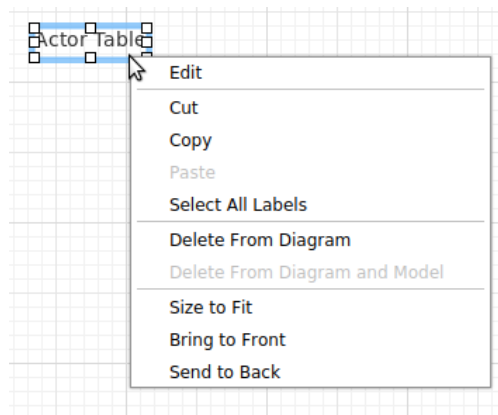 Actor Table
Edit
Cut
Copy
Paste
Select All Labels
Delete From Diagram
Delete From Diagram and Model
Size to Fit
Bring to Front
Send to Back